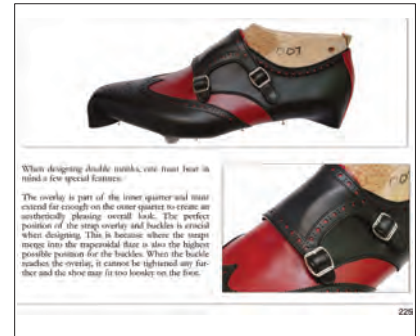 007
When designing double monks, one must bear in
mind a few special features.
The overlay is part of the inner quarter and must
extend far enough on the outer quarter to create an
aesthetically pleasing overall look. The perfect
position of the strap overlay and buckles is crucial
when designing. This is because where the straps
merge into the trapezoidal flare is also the highest
possible position for the buckles. When the buckle
reaches the overlay, it cannot be tightened any fur-
ther and the shoe may fit too loosely on the foot.
007
229